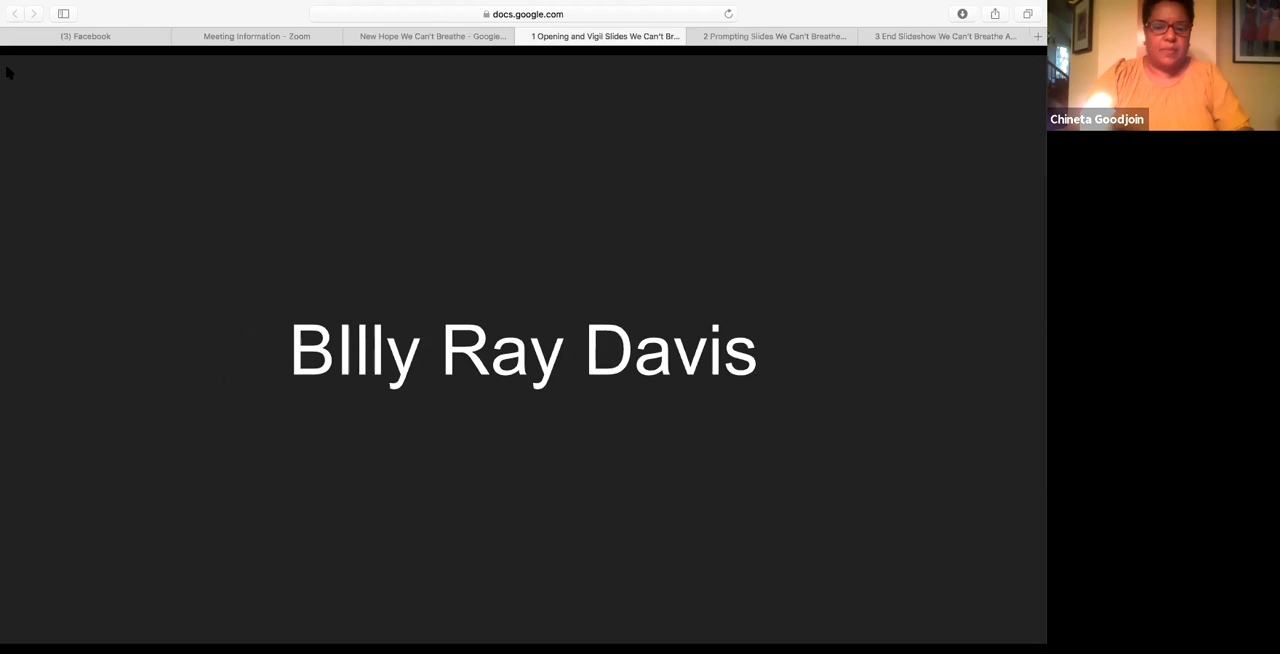 docs.google.com
(3) Facebook
Meeting Information - Zoom
New Hope We Can't Breathe - Google...
1 Opening and Vigil Slides We Can't Br...
2 Prompting Slides We Can't Breathe...
3 End Slideshow We Can't Breathe A...
Chineta Goodjoin
BIlly Ray Davis